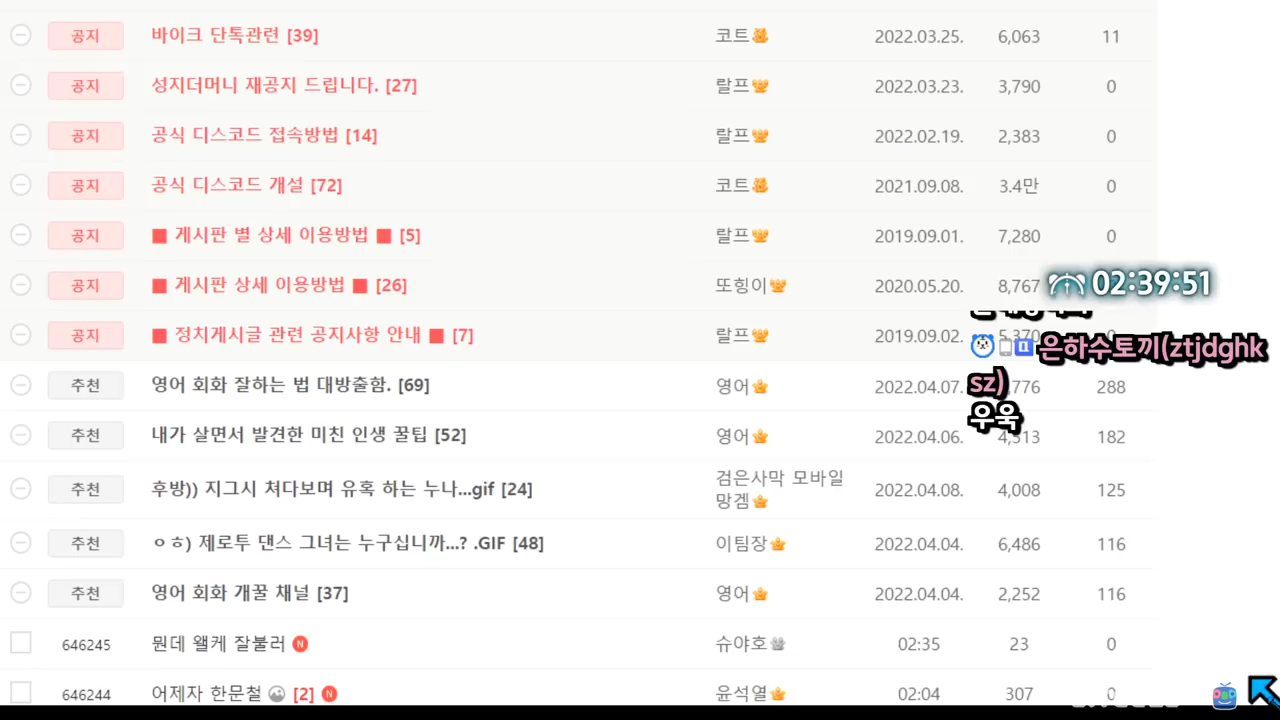 공지 바이크 단톡관련 [39] 코트 2022.03.25. 6,063 11
공지 성지더머니 재공지 드립니다. [27] 랄프 2022.03.23. 3,790 0
공지 공식 디스코드 접속방법 [14] 랄프 2022.02.19. 2,383 0
공지 공식 디스코드 개설 [72] 코트 2021.09.08. 3.4만 0
공지 ■ 게시판 별 상세 이용방법 ■ [5] 랄프 2019.09.01. 7,280 0
공지 ■ 게시판 상세 이용방법 ■ [26] 또힝이 2020.05.20. 8,767
02:39:51
공지 ■ 정치게시글 관련 공지사항 안내 ■ [7] 랄프 2019.09.02. 5,370 0
은하수토끼(ztjdghk
sz)
우욱
추천 영어 회화 잘하는 법 대방출함. [69] 영어 2022.04.07. 288
추천 내가 살면서 발견한 미친 인생 꿀팁 [52] 영어 2022.04.06. 4,513 182
추천 후방)) 지그시 쳐다보며 유혹 하는 누나...gif [24] 검은사막 모바일
망겜 2022.04.08. 4,008 125
추천 ㅇㅎ) 제로투 댄스 그녀는 누구십니까...? .GIF [48] 이팀장 2022.04.04. 6,486 116
추천 영어 회화 개꿀 채널 [37] 영어 2022.04.04. 2,252 116
646245 뭔데 왤케 잘불러 N 슈야호 02:35 23 0
646244 어제자 한문철 [2] N 윤석열 02:04 307 0